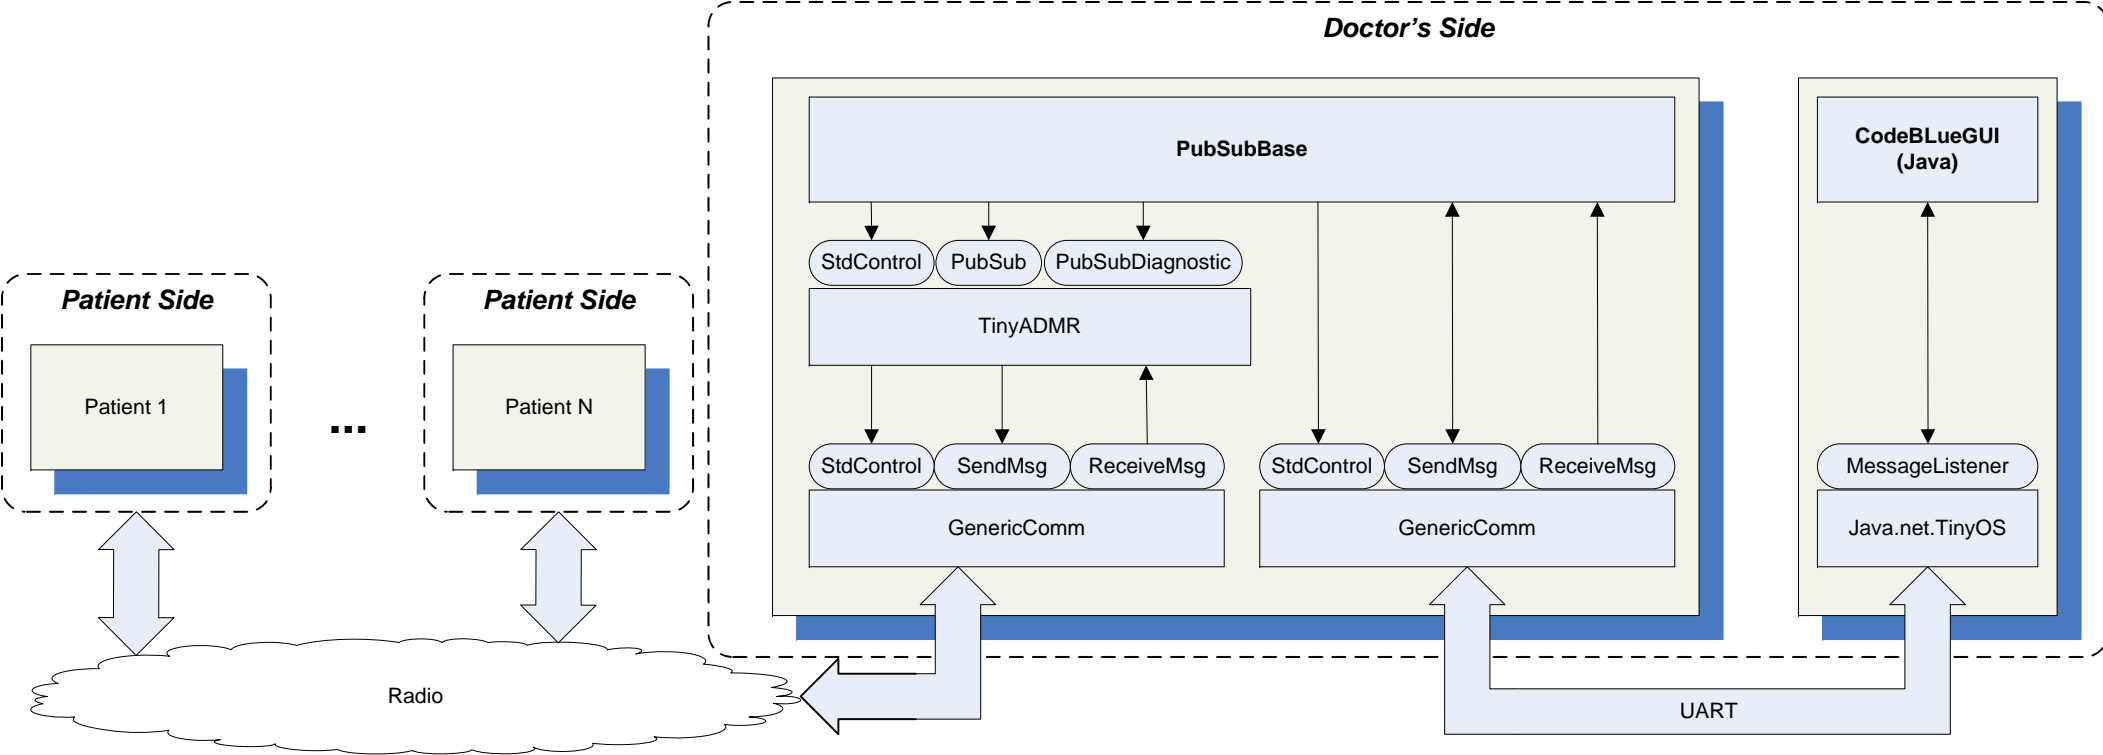 Doctor's Side
PubSubBase
CodeBLueGUI
(Java)
StdControl
PubSub
PubSubDiagnostic
Patient Side
Patient Side
TinyADMR
Patient 1
...
Patient N
StdControl
SendMsg
ReceiveMsg
StdControl
SendMsg
ReceiveMsg
MessageListener
GenericComm
GenericComm
Java.net.TinyOS
Radio
UART